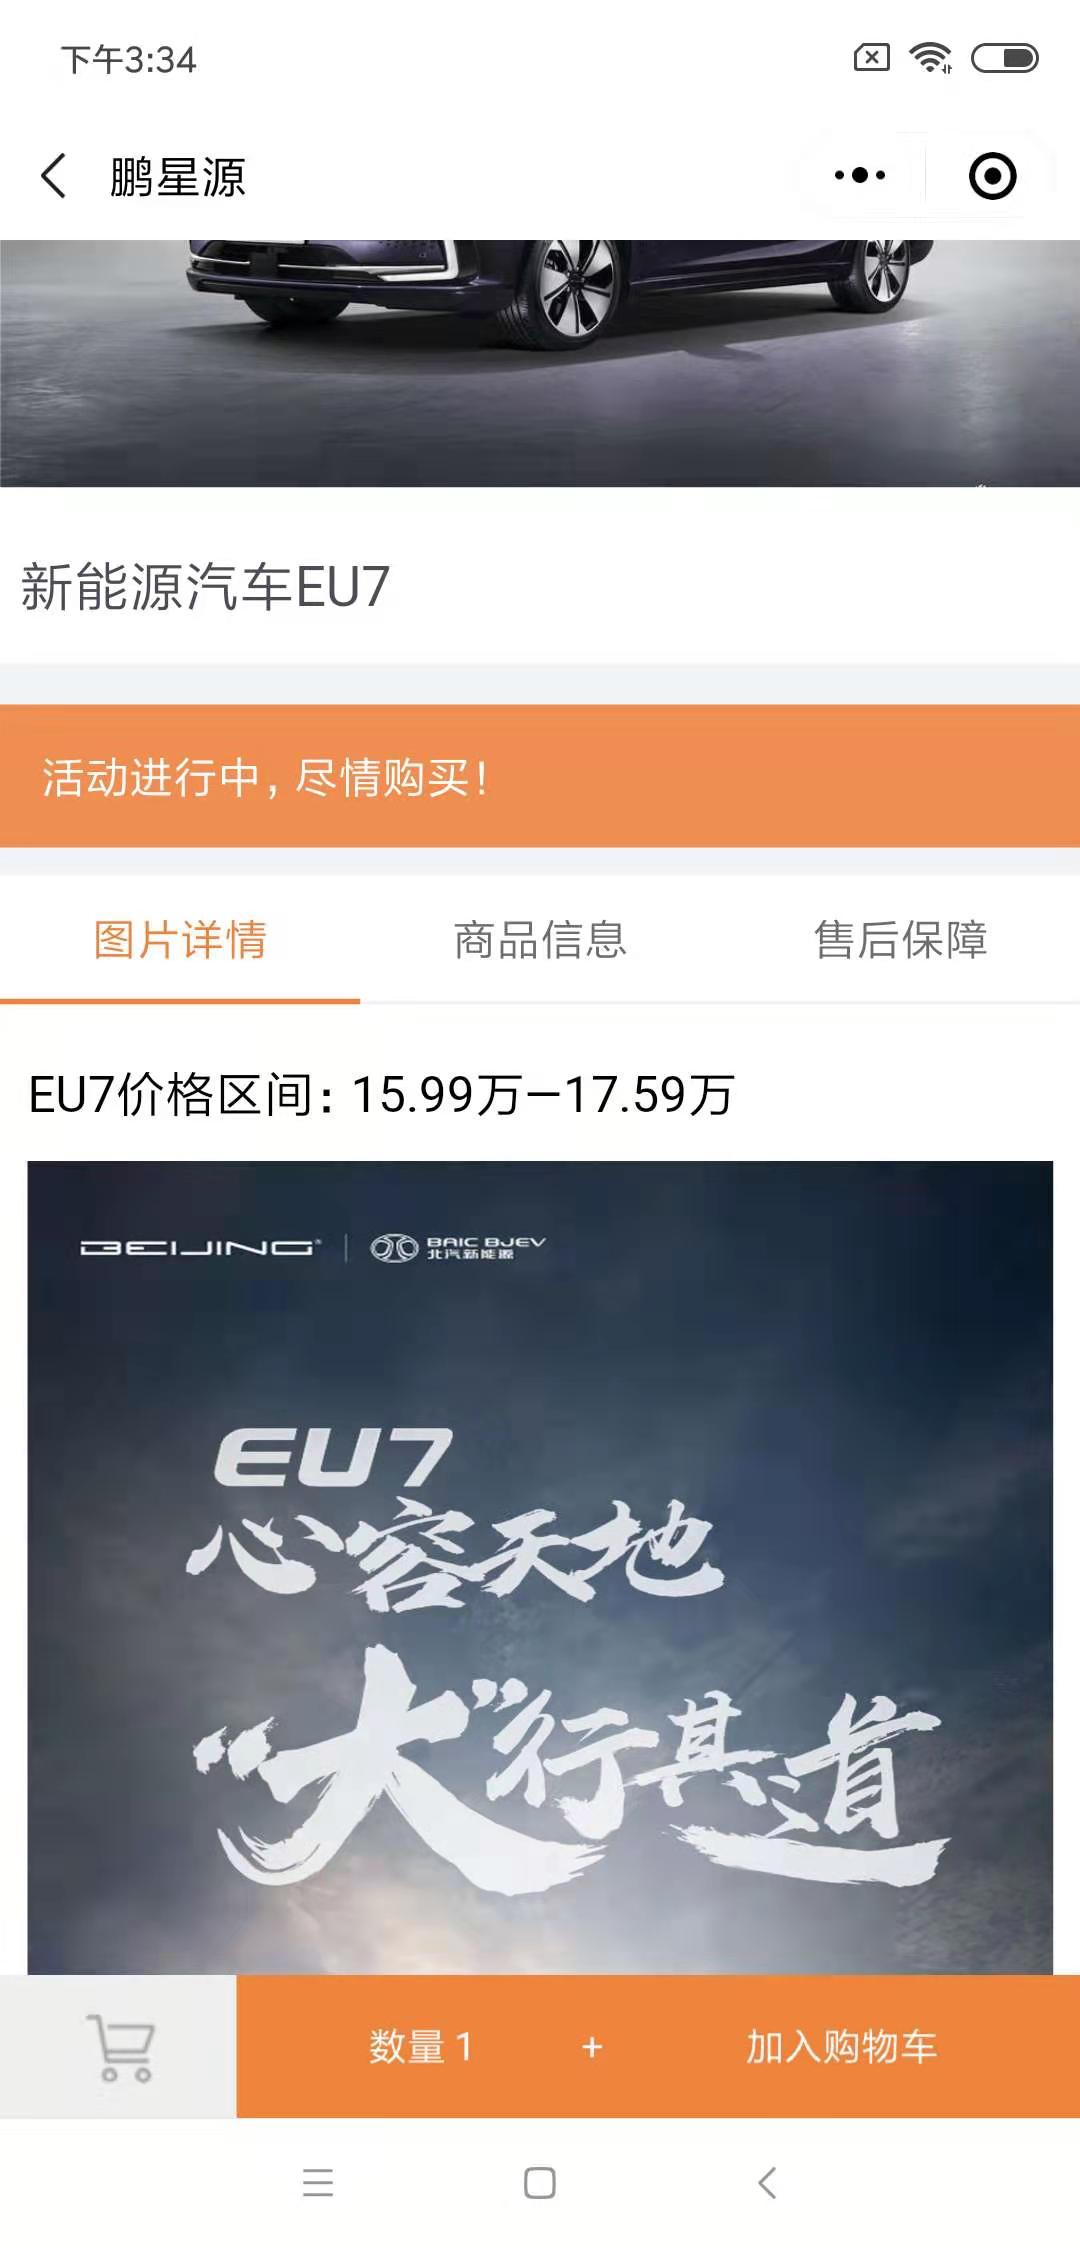 下午3:34
鹏星源
新能源汽车EU7
活动进行中，尽情购买！
图片详情 商品信息 售后保障
EU7价格区间：15.99万—17.59万
BEIJING® | BAIC BJEV
北汽新能源
EU7
心容天地
“大”行其道
数量 1 + 加入购物车